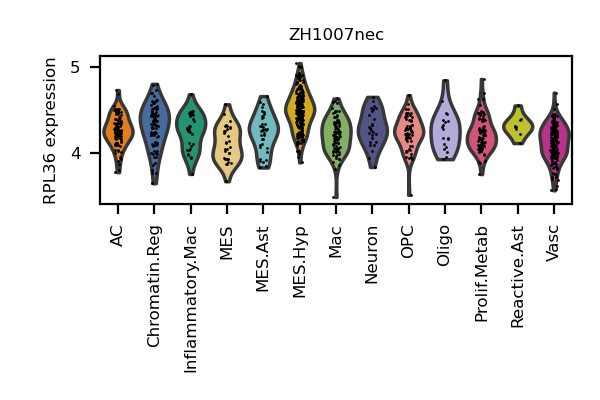 ZH1007nec
RPL36 expression
5
4
AC
Chromatin.Reg
Inflammatory.Mac
MES
MES.Ast
MES.Hyp
Mac
Neuron
OPC
Oligo
Prolif.Metab
Reactive.Ast
Vasc